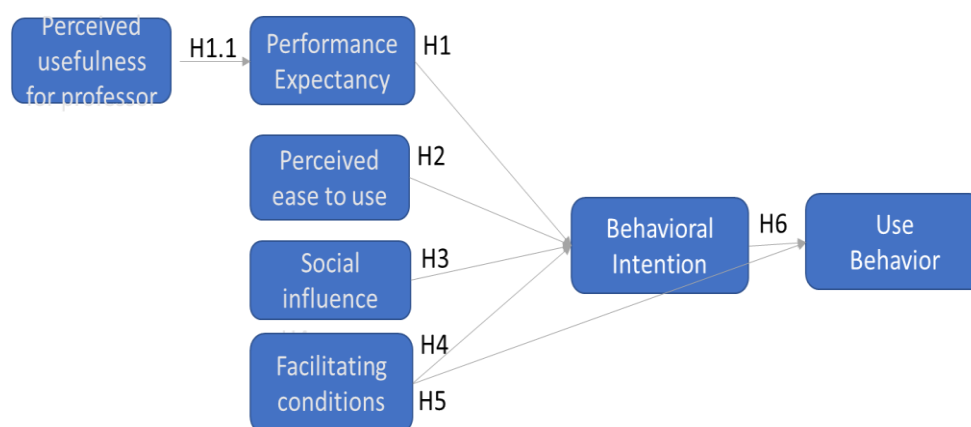 Perceived
usefulness
for professor
H1.1
Performance
Expectancy
H1
Perceived
ease to use
H2
Social
influence
H3
Facilitating
conditions
H4
H5
Behavioral
Intention
H6
Use
Behavior